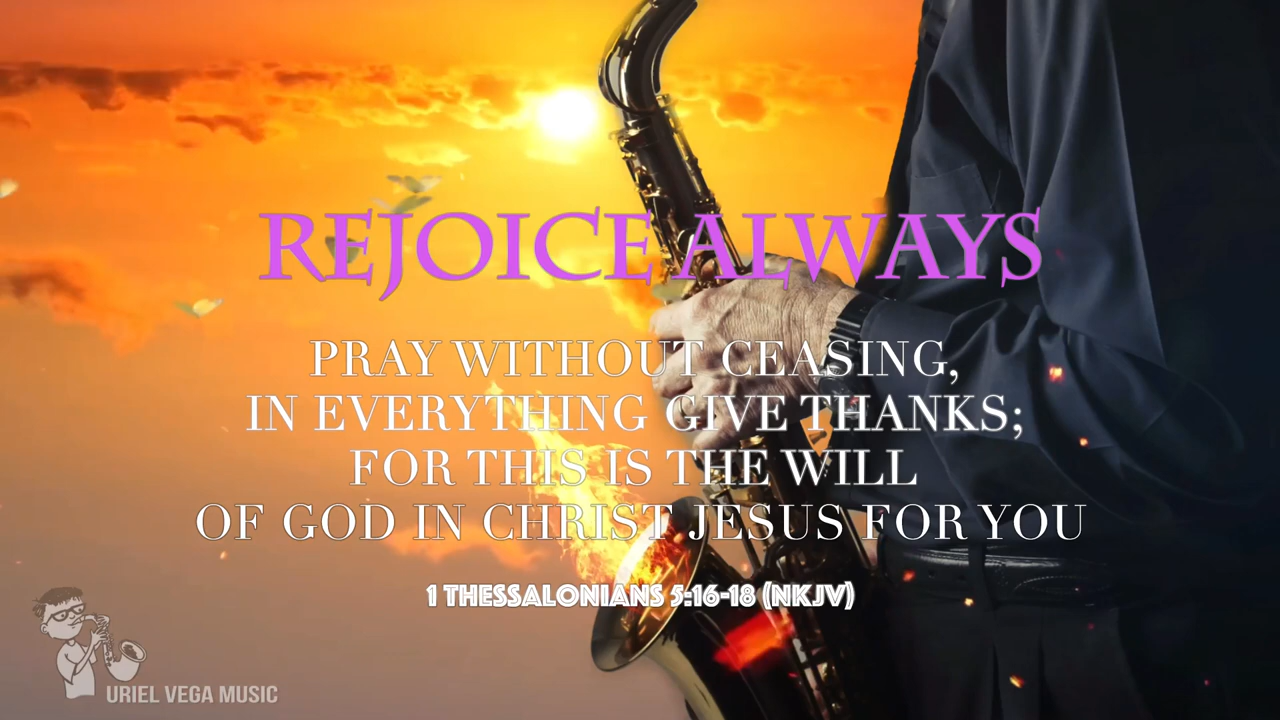 REJOICE ALWAYS
PRAY WITHOUT CEASING,
IN EVERYTHING GIVE THANKS;
FOR THIS IS THE WILL
OF GOD IN CHRIST JESUS FOR YOU
1 THESSALONIANS 5:16-18 (NKJV)
URIEL VEGA MUSIC